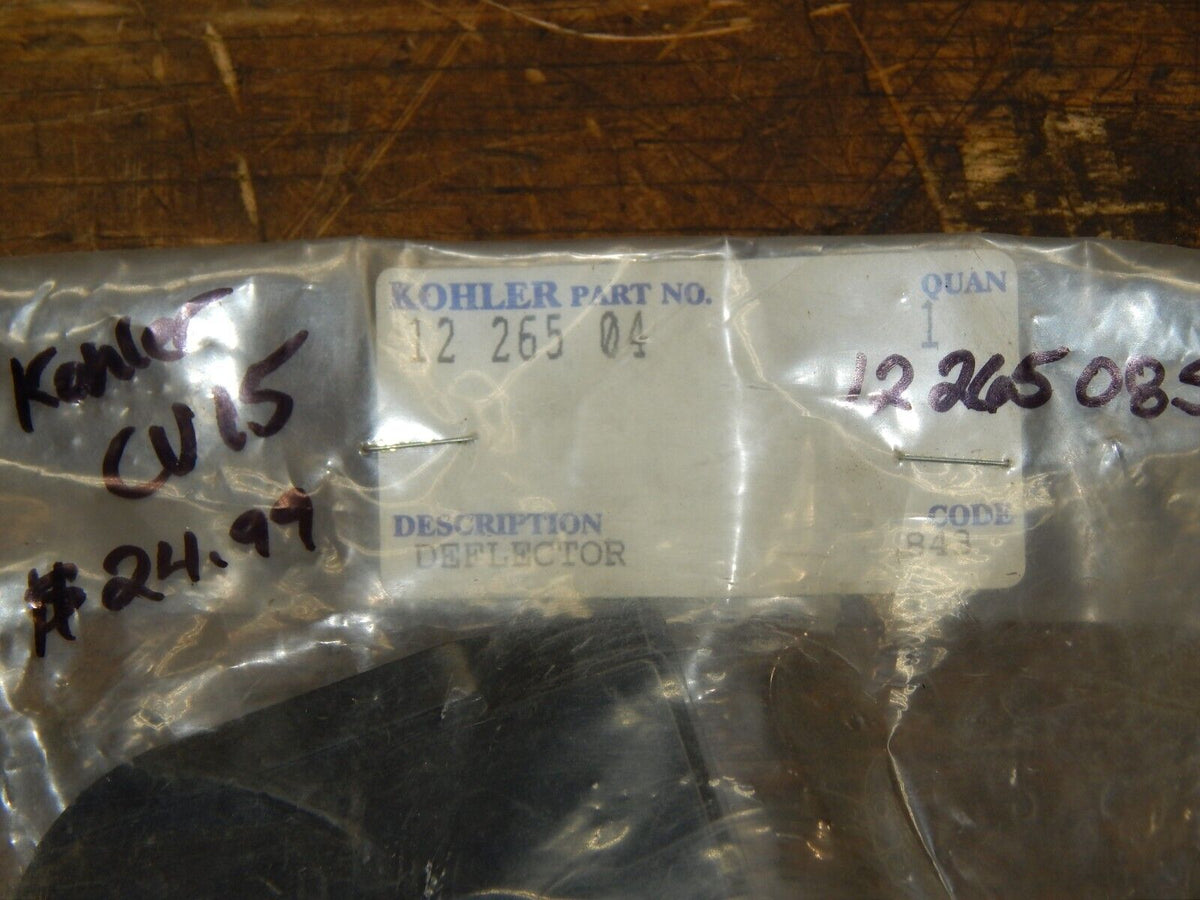 KOHLER PART NO. QUAN
12 265 04 1
Kohler
CV15
$24.99
12 265 08S
DESCRIPTION CODE
DEFLECTOR 843